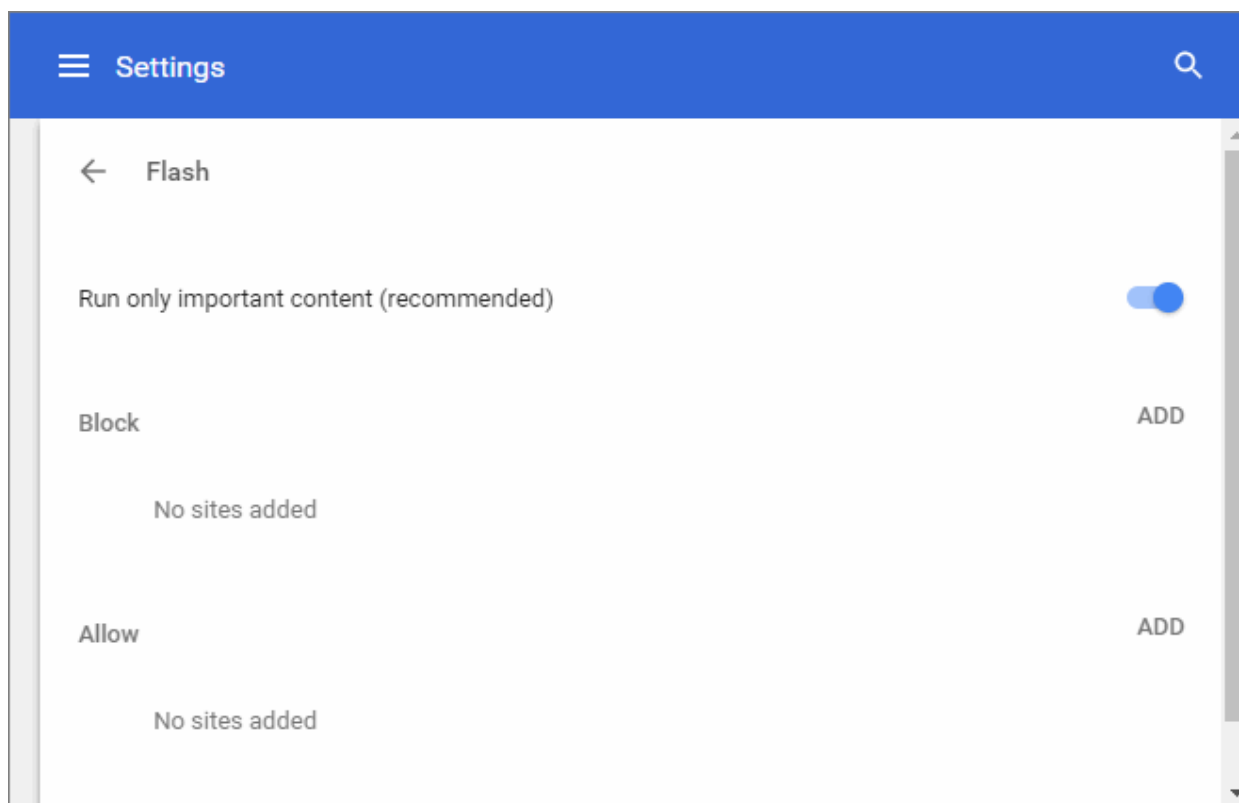 Settings
Flash
Run only important content (recommended)
Block
ADD
No sites added
Allow
ADD
No sites added